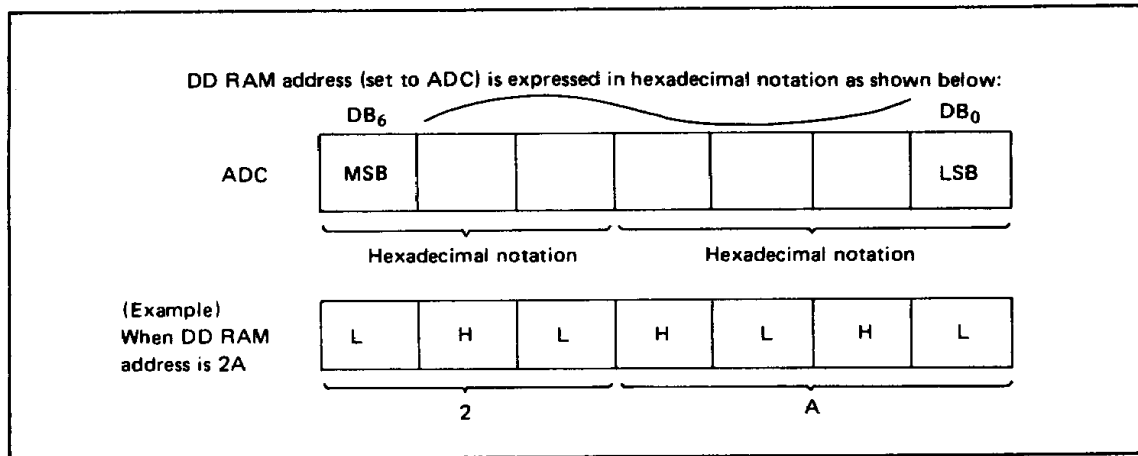 DD RAM address (set to ADC) is expressed in hexadecimal notation as shown below:
DB6 DB0
ADC MSB LSB
Hexadecimal notation Hexadecimal notation
(Example)
When DD RAM
address is 2A
L H L H L H L
2 A